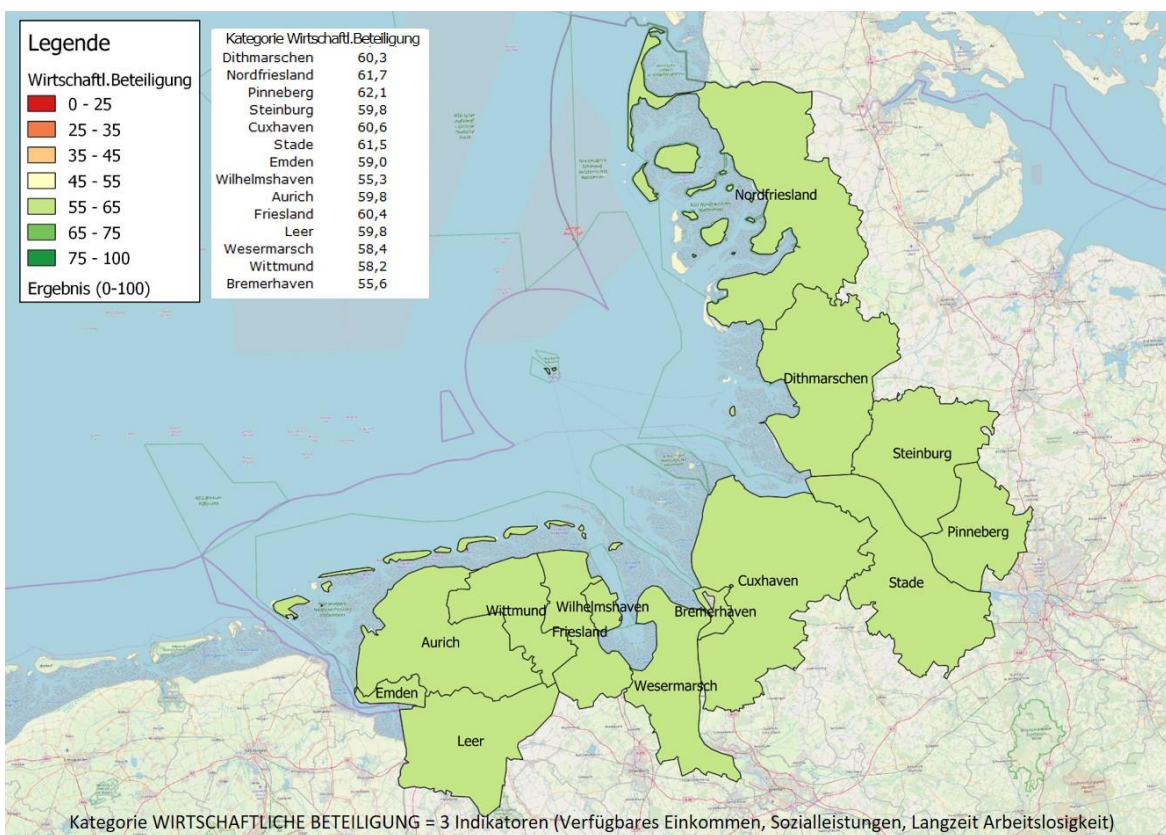 Legende
Wirtschaftl.Beteiligung
0 - 25
25 - 35
35 - 45
45 - 55
55 - 65
65 - 75
75 - 100
Ergebnis (0-100)
Kategorie Wirtschaftl.Beteiligung
Dithmarschen 60,3
Nordfriesland 61,7
Pinneberg 62,1
Steinburg 59,8
Cuxhaven 60,6
Stade 61,5
Emden 59,0
Wilhelmshaven 55,3
Aurich 59,8
Friesland 60,4
Leer 59,8
Wesermarsch 58,4
Wittmund 58,2
Bremerhaven 55,6
Nordfriesland
Dithmarschen
Steinburg
Pinneberg
Cuxhaven
Stade
Wilhelmshaven
Wittmund
Bremerhaven
Friesland
Aurich
Wesermarsch
Emden
Leer
Kategorie WIRTSCHAFTLICHE BETEILIGUNG = 3 Indikatoren (Verfügbares Einkommen, Sozialleistungen, Langzeit Arbeitslosigkeit)